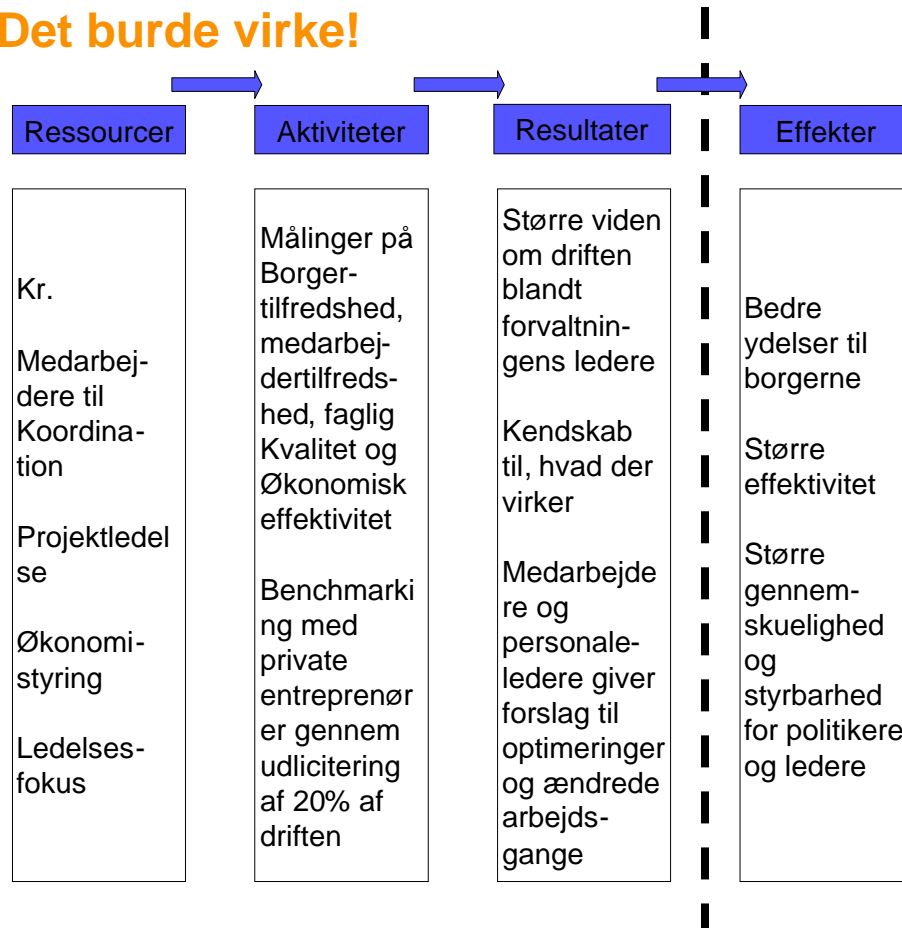 Det burde virke!
Ressourcer
Aktiviteter
Resultater
Effekter
Kr.
Medarbej-
dere til
Koordina-
tion
Projektledel
se
Økonomi-
styring
Ledelses-
fokus
Målinger på
Borger-
tilfredshed,
medarbej-
dertilfreds-
hed, faglig
Kvalitet og
Økonomisk
effektivitet
Benchmarki
ng med
private
entreprenør
er gennem
udlicitering
af 20% af
driften
Større viden
om driften
blandt
forvaltnin-
gens ledere
Kendskab
til, hvad der
virker
Medarbejde
re og
personale-
ledere giver
forslag til
optimeringer
og ændrede
arbejds-
gange
Bedre
ydelser til
borgerne
Større
effektivitet
Større
gennem-
skuelighed
og
styrbarhed
for politikere
og ledere